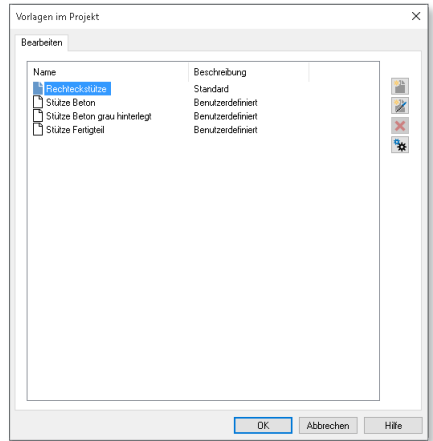 Vorlagen im Projekt
Bearbeiten
Name Beschreibung
Rechteckstütze Standard
Stütze Beton Benutzerdefiniert
Stütze Beton grau hinterlegt Benutzerdefiniert
Stütze Fertigteil Benutzerdefiniert
OK Abbrechen Hilfe